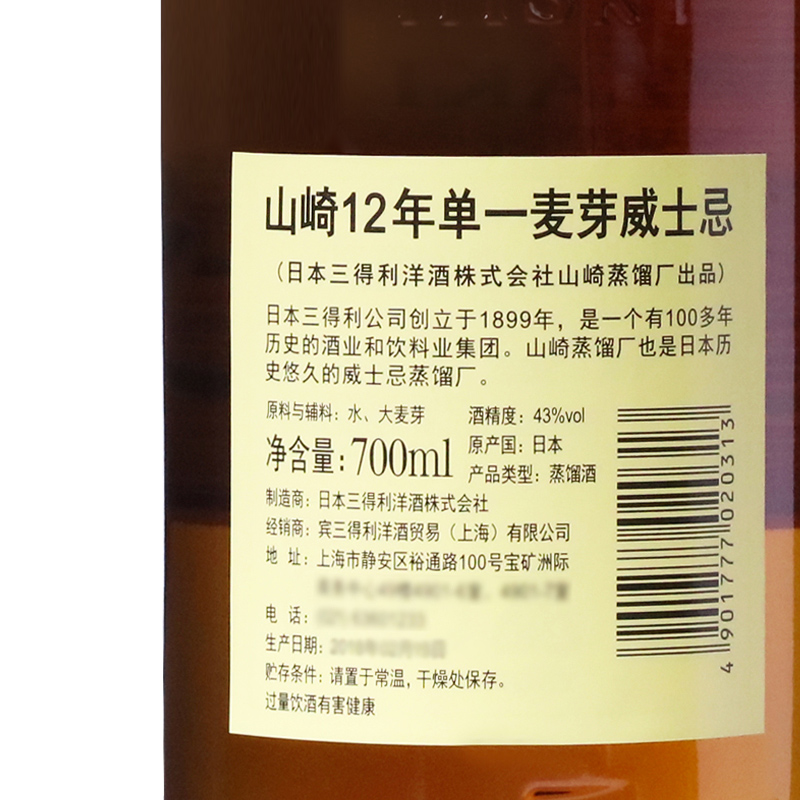 山崎12年单一麦芽威士忌
（日本三得利洋酒株式会社山崎蒸馏厂出品）
日本三得利公司创立于1899年，是一个有100多年
历史的酒业和饮料业集团。山崎蒸馏厂也是日本历
史悠久的威士忌蒸馏厂。
原料与辅料：水、大麦芽
酒精度：43%vol
净含量：700ml
原产国：日本
产品类型：蒸馏酒
制造商：日本三得利洋酒株式会社
经销商：宾三得利洋酒贸易（上海）有限公司
地 址：上海市静安区裕通路100号宝矿洲际
电 话：
生产日期：
贮存条件：请置于常温，干燥处保存。
过量饮酒有害健康
4 901777 020313